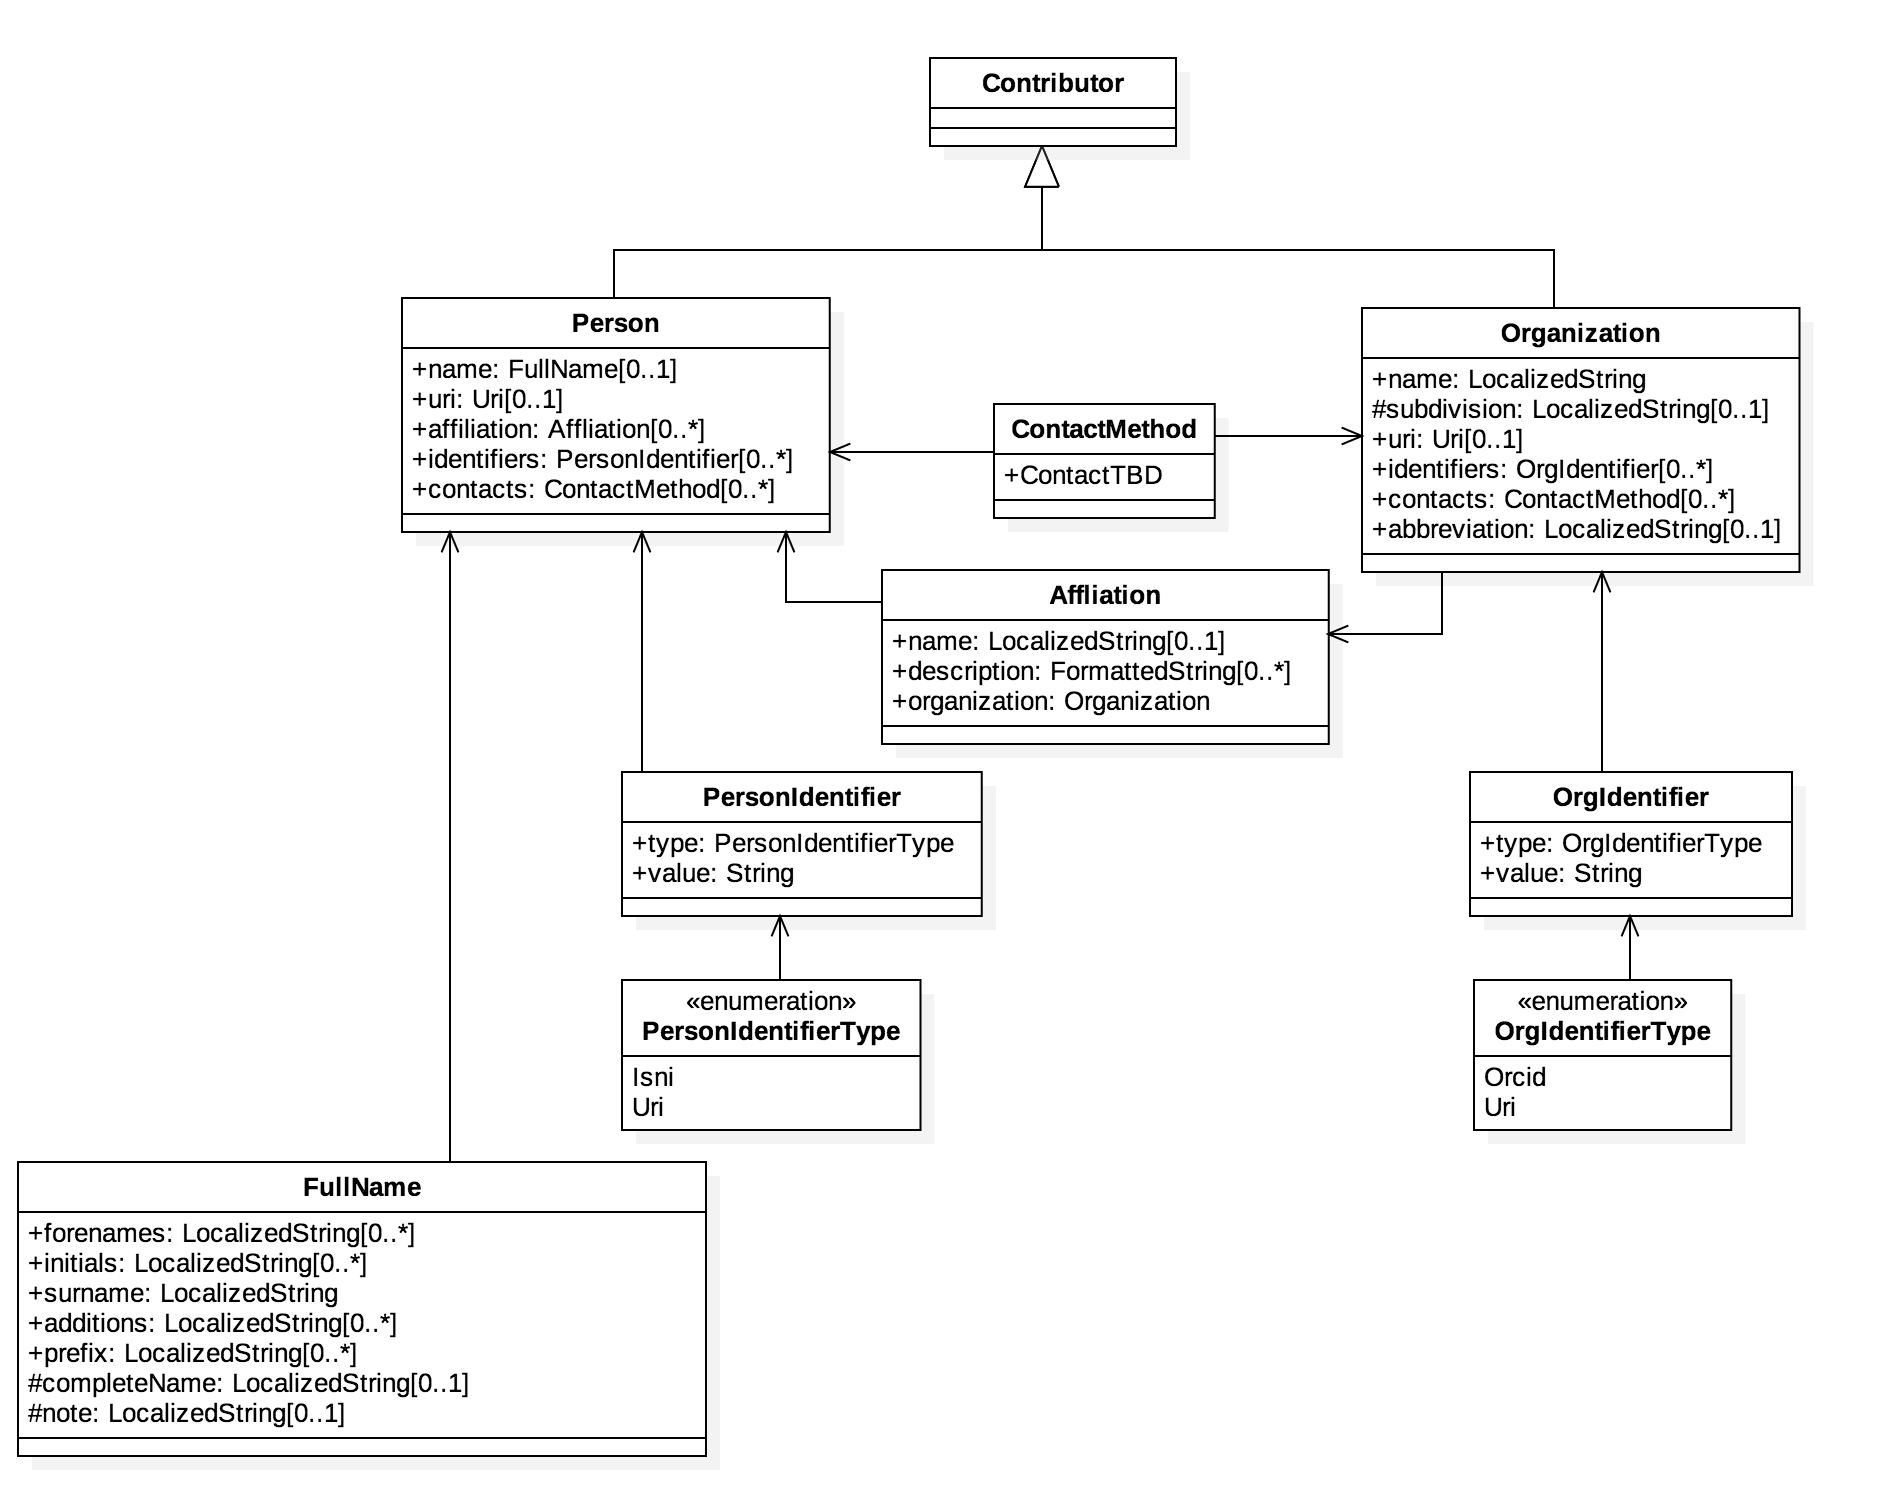 Contributor
Person
+name: FullName[0..1]
+uri: Uri[0..1]
+affiliation: Affliation[0..*]
+identifiers: PersonIdentifier[0..*]
+contacts: ContactMethod[0..*]
ContactMethod
+ContactTBD
Organization
+name: LocalizedString
#subdivision: LocalizedString[0..1]
+uri: Uri[0..1]
+identifiers: OrgIdentifier[0..*]
+contacts: ContactMethod[0..*]
+abbreviation: LocalizedString[0..1]
Affliation
+name: LocalizedString[0..1]
+description: FormattedString[0..*]
+organization: Organization
PersonIdentifier
+type: PersonIdentifierType
+value: String
OrgIdentifier
+type: OrgIdentifierType
+value: String
«enumeration»
PersonIdentifierType
Isni
Uri
«enumeration»
OrgIdentifierType
Orcid
Uri
FullName
+forenames: LocalizedString[0..*]
+initials: LocalizedString[0..*]
+surname: LocalizedString
+additions: LocalizedString[0..*]
+prefix: LocalizedString[0..*]
#completeName: LocalizedString[0..1]
#note: LocalizedString[0..1]